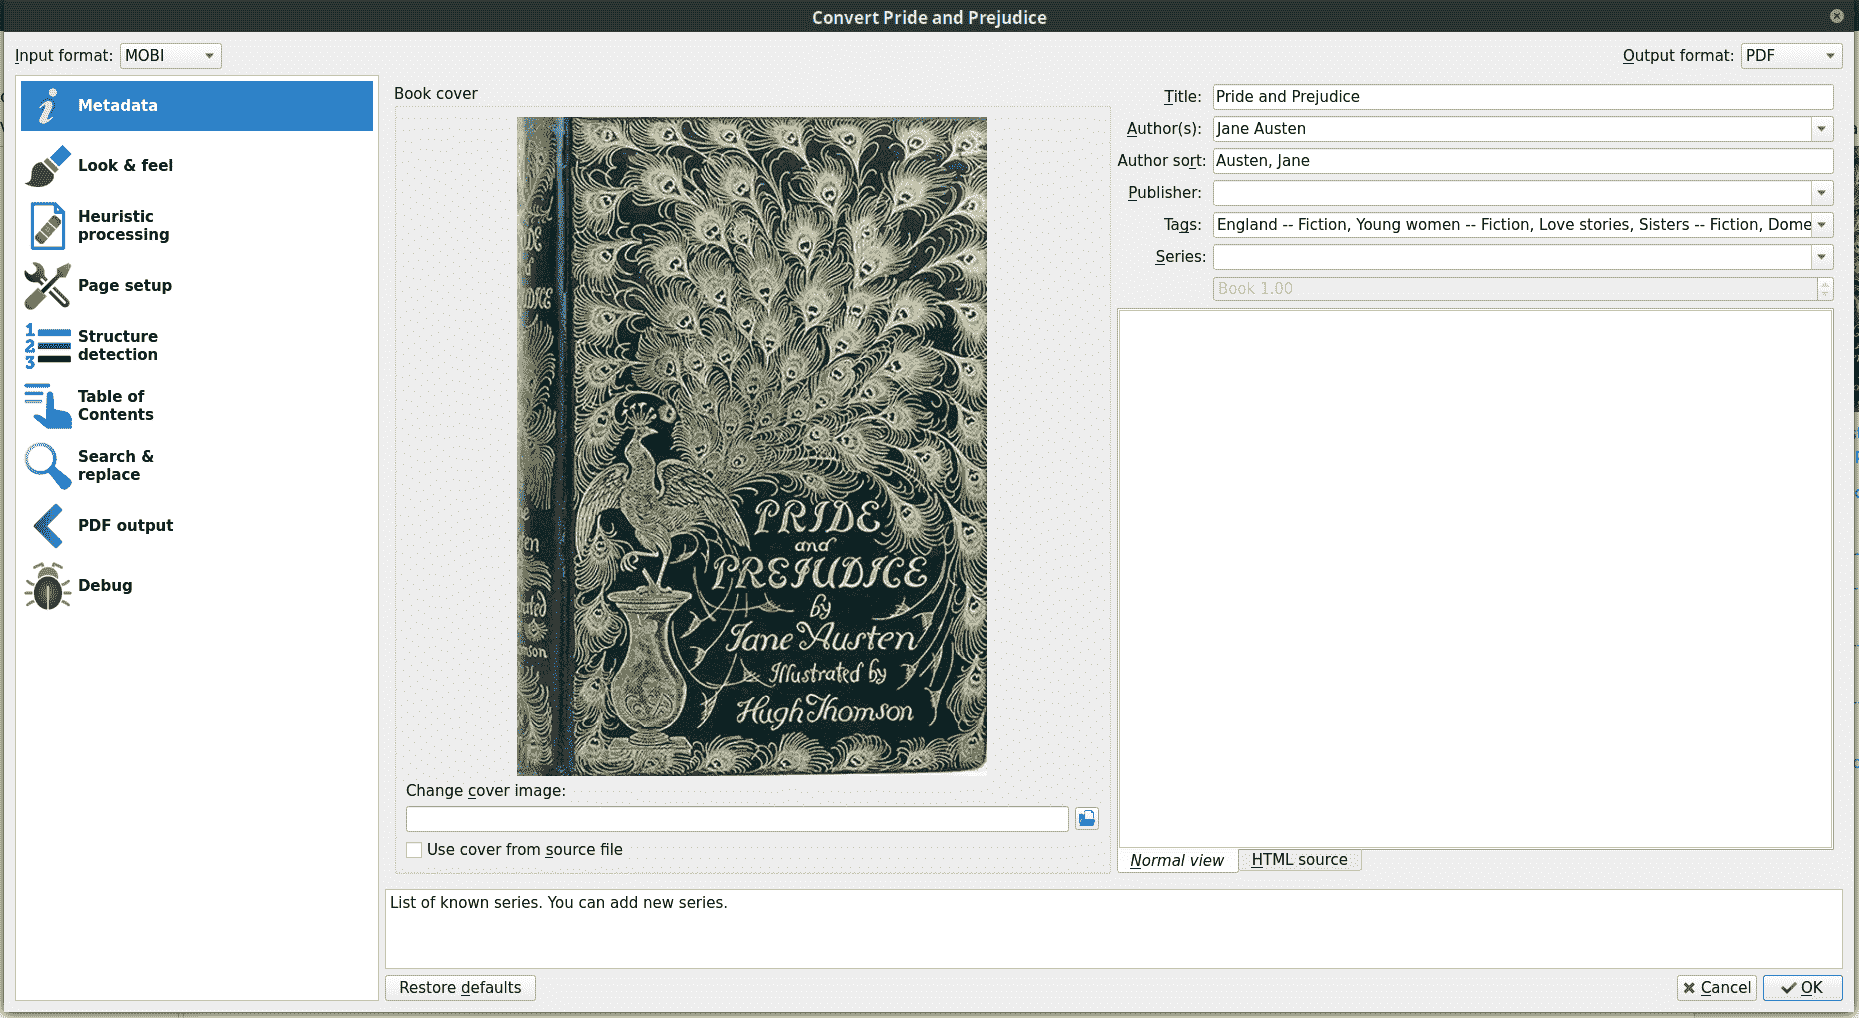 Convert Pride and Prejudice
Input format: MOBI
Output format: PDF
Metadata
Look & feel
Heuristic
processing
Page setup
Structure
detection
Table of
Contents
Search &
replace
PDF output
Debug
Book cover
PRIDE
and
PREJUDICE
by
Jane Austen
Illustrated by
Hugh Thomson
Change cover image:
Use cover from source file
Title: Pride and Prejudice
Author(s): Jane Austen
Author sort: Austen, Jane
Publisher:
Tags: England -- Fiction, Young women -- Fiction, Love stories, Sisters -- Fiction, Dome
Series:
Book 1.00
Normal view
HTML source
List of known series. You can add new series.
Restore defaults
Cancel
OK